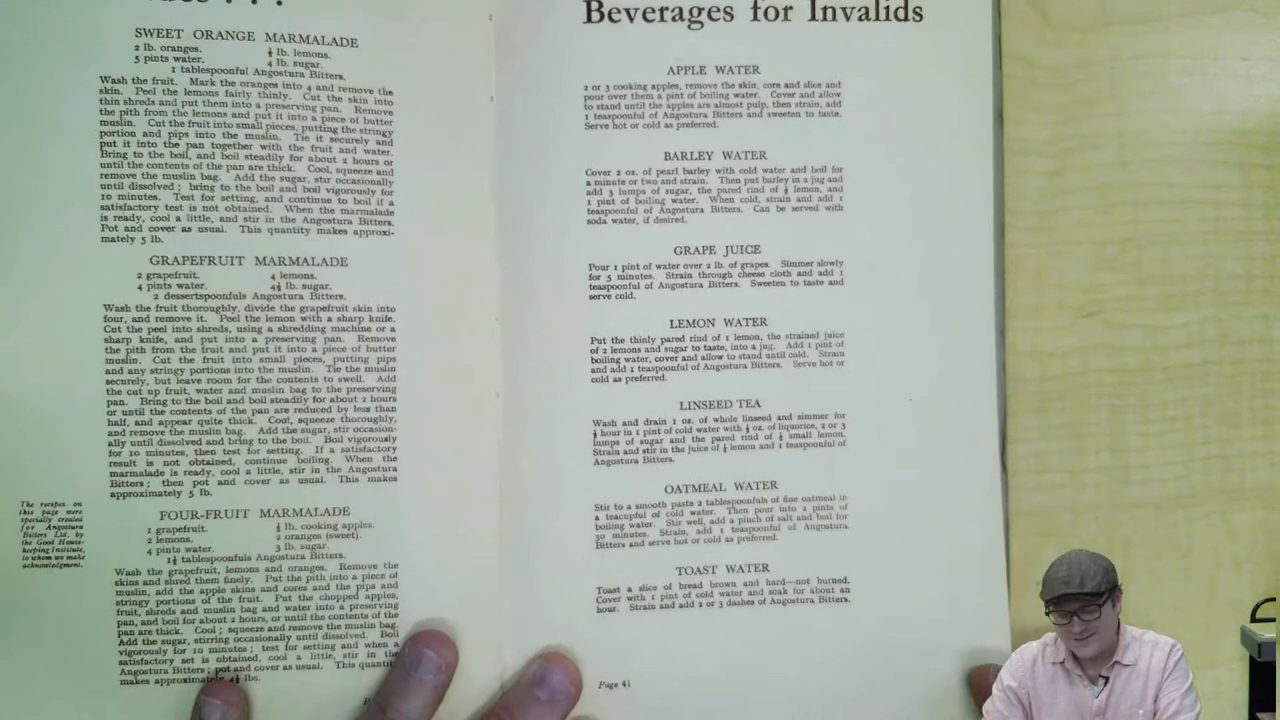 SWEET ORANGE MARMALADE
2 lb. oranges. ½ lb. lemons.
5 pints water. 4 lb. sugar.
1 tablespoonful Angostura Bitters.
Wash the fruit. Mark the oranges into 4 and remove the
skin. Peel the lemons fairly thinly. Cut the skin into
thin shreds and put them into a preserving pan. Remove
the pith from the lemons and put it into a piece of butter
muslin. Cut the fruit into small pieces, putting the stringy
portion and pips into the muslin. Tie it securely and
put it into the pan together with the fruit and water.
Bring to the boil, and boil steadily for about 2 hours or
until the contents of the pan are thick. Cool, squeeze and
remove the muslin bag. Add the sugar, stir occasionally
until dissolved ; bring to the boil and boil vigorously for
10 minutes. Test for setting, and continue to boil if a
satisfactory test is not obtained. When the marmalade
is ready, cool a little, and stir in the Angostura Bitters.
Pot and cover as usual. This quantity makes approxi-
mately 5 lb.
GRAPEFRUIT MARMALADE
2 grapefruit. 4 lemons.
4 pints water. 4½ lb. sugar.
2 dessertspoonfuls Angostura Bitters.
Wash the fruit thoroughly, divide the grapefruit skin into
four, and remove it. Peel the lemon with a sharp knife.
Cut the peel into shreds, using a shredding machine or a
sharp knife, and put into a preserving pan. Remove
the pith from the fruit and put it into a piece of butter
muslin. Cut the fruit into small pieces, putting pips
and any stringy portions into the muslin. Tie the muslin
securely, but leave room for the contents to swell. Add
the cut up fruit, water and muslin bag to the preserving
pan. Bring to the boil and boil steadily for about 2 hours
or until the contents of the pan are reduced by less than
half, and appear quite thick. Cool, squeeze thoroughly,
and remove the muslin bag. Add the sugar, stir occasion-
ally until dissolved and bring to the boil. Boil vigorously
for 10 minutes, then test for setting. If a satisfactory
result is not obtained, continue boiling. When the
marmalade is ready, cool a little, stir in the Angostura
Bitters ; then pot and cover as usual. This makes
approximately 5 lb.
The recipes on
this page were
specially created
for Angostura
Bitters Ltd. by
the Good House-
keeping Institute,
to whom we make
acknowledgment.
FOUR-FRUIT MARMALADE
1 grapefruit. ½ lb. cooking apples.
2 lemons. 2 oranges (sweet).
4 pints water. 3 lb. sugar.
1½ tablespoonfuls Angostura Bitters.
Wash the grapefruit, lemons and oranges. Remove the
skins and shred them finely. Put the pith into a piece of
muslin, add the apple skins and cores and the pips and
stringy portions of the fruit. Put the chopped apples,
fruit, shreds and muslin bag and water into a preserving
pan, and boil for about 2 hours, or until the contents of the
pan are thick. Cool ; squeeze and remove the muslin bag.
Add the sugar, stirring occasionally until dissolved. Boil
vigorously for 10 minutes ; test for setting and when a
satisfactory set is obtained, cool a little, stir in the
Angostura Bitters ; pot and cover as usual. This quantity
makes approximately 4½ lbs.
Beverages for Invalids
APPLE WATER
2 or 3 cooking apples, remove the skin, core and slice and
pour over them a pint of boiling water. Cover and allow
to stand until the apples are almost pulp, then strain, add
1 teaspoonful of Angostura Bitters and sweeten to taste.
Serve hot or cold as preferred.
BARLEY WATER
Cover 2 oz. of pearl barley with cold water and boil for
a minute or two and strain. Then put barley in a jug and
add 3 lumps of sugar, the pared rind of ½ lemon, and
1 pint of boiling water. When cold, strain and add 1
teaspoonful of Angostura Bitters. Can be served with
soda water, if desired.
GRAPE JUICE
Pour 1 pint of water over 2 lb. of grapes. Simmer slowly
for 5 minutes. Strain through cheese cloth and add 1
teaspoonful of Angostura Bitters. Sweeten to taste and
serve cold.
LEMON WATER
Put the thinly pared rind of 1 lemon, the strained juice
of 2 lemons and sugar to taste, into a jug. Add 1 pint of
boiling water, cover and allow to stand until cold. Strain
and add 1 teaspoonful of Angostura Bitters. Serve hot or
cold as preferred.
LINSEED TEA
Wash and drain 1 oz. of whole linseed and simmer for
½ hour in 1 pint of cold water with ½ oz. of liquorice, 2 or 3
lumps of sugar and the pared rind of ½ small lemon.
Strain and stir in the juice of ½ lemon and 1 teaspoonful of
Angostura Bitters.
OATMEAL WATER
Stir to a smooth paste 2 tablespoonfuls of fine oatmeal in
a teacupful of cold water. Then pour into 2 pints of
boiling water. Stir well, add a pinch of salt and boil for
30 minutes. Strain, add 1 teaspoonful of Angostura
Bitters and serve hot or cold as preferred.
TOAST WATER
Toast a slice of bread brown and hard—not burned.
Cover with 1 pint of cold water and soak for about an
hour. Strain and add 2 or 3 dashes of Angostura Bitters.
Page 41